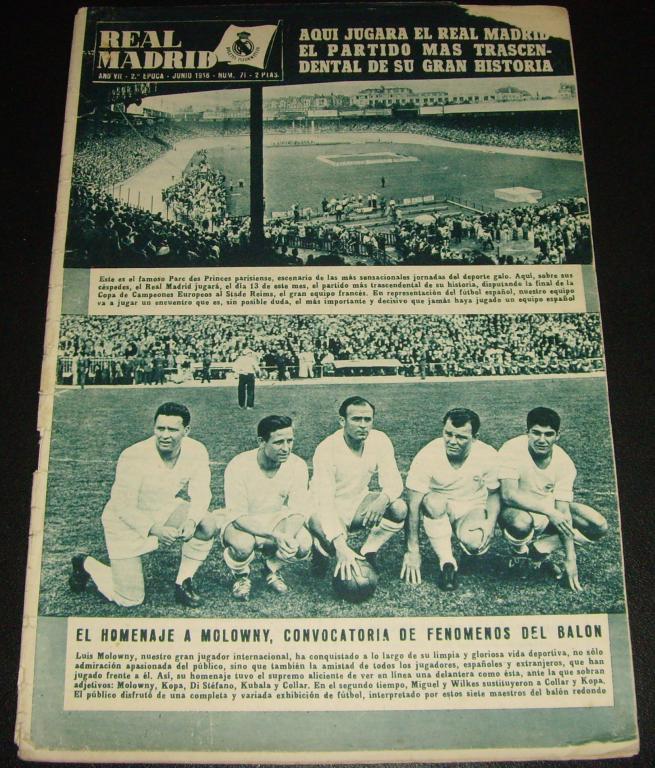 REAL
MADRID
AÑO VII - 2.ª EPOCA - JUNIO 1956 - NUM. 71 - 2 PTAS.
AQUI JUGARA EL REAL MADRID
EL PARTIDO MAS TRASCEN-
DENTAL DE SU GRAN HISTORIA
Este es el famoso Parc des Princes parisiense, escenario de las más sensacionales jornadas del deporte galo. Aquí, sobre sus
céspedes, el Real Madrid jugará, el día 13 de este mes, el partido más trascendental de su historia, disputando la final de la
Copa de Campeones Europeos al Stade Reims, el gran equipo francés. En representación del fútbol español, nuestro equipo
va a jugar un encuentro que es, sin posible duda, el más importante y decisivo que jamás haya jugado un equipo español
EL HOMENAJE A MOLOWNY, CONVOCATORIA DE FENOMENOS DEL BALON
Luis Molowny, nuestro gran jugador internacional, ha conquistado a lo largo de su limpia y gloriosa vida deportiva, no sólo
admiración apasionada del público, sino que también la amistad de todos los jugadores, españoles y extranjeros, que han
jugado frente a él. Así, su homenaje tuvo el supremo aliciente de ver en línea una delantera como ésta, ante la que sobran
adjetivos: Molowny, Kopa, Di Stéfano, Kubala y Collar. En el segundo tiempo, Miguel y Wilkes sustituyeron a Collar y Kopa.
El público disfrutó de una completa y variada exhibición de fútbol, interpretado por estos siete maestros del balón redondo